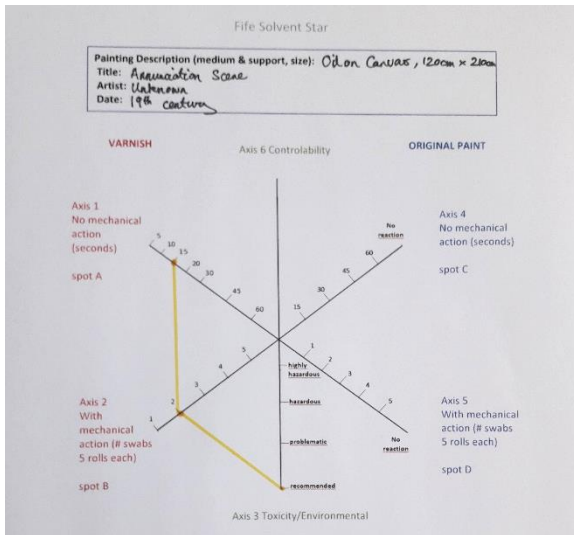 Fife Solvent Star
Painting Description (medium & support, size): Oil on Canvas, 120cm x 210cm
Title: Annunciation Scene
Artist: Unknown
Date: 19th century
VARNISH
Axis 6 Controlability
ORIGINAL PAINT
Axis 1
No mechanical
action
(seconds)
spot A
5
10
15
20
30
45
60
Axis 4
No mechanical
action (seconds)
spot C
No
reaction
60
45
30
15
Axis 2
With
mechanical
action (# swabs
5 rolls each)
spot B
5
4
3
2
1
highly
hazardous
hazardous
problematic
recommended
1
2
3
4
5
No
reaction
Axis 5
With mechanical
action (# swabs
5 rolls each)
spot D
Axis 3 Toxicity/Environmental